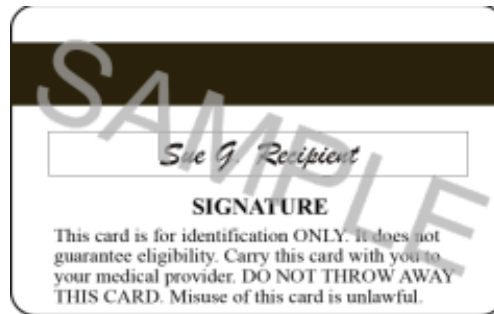 SAMPLE
Sue G. Recipient
SIGNATURE
This card is for identification ONLY. It does not
guarantee eligibility. Carry this card with you to
your medical provider. DO NOT THROW AWAY
THIS CARD. Misuse of this card is unlawful.